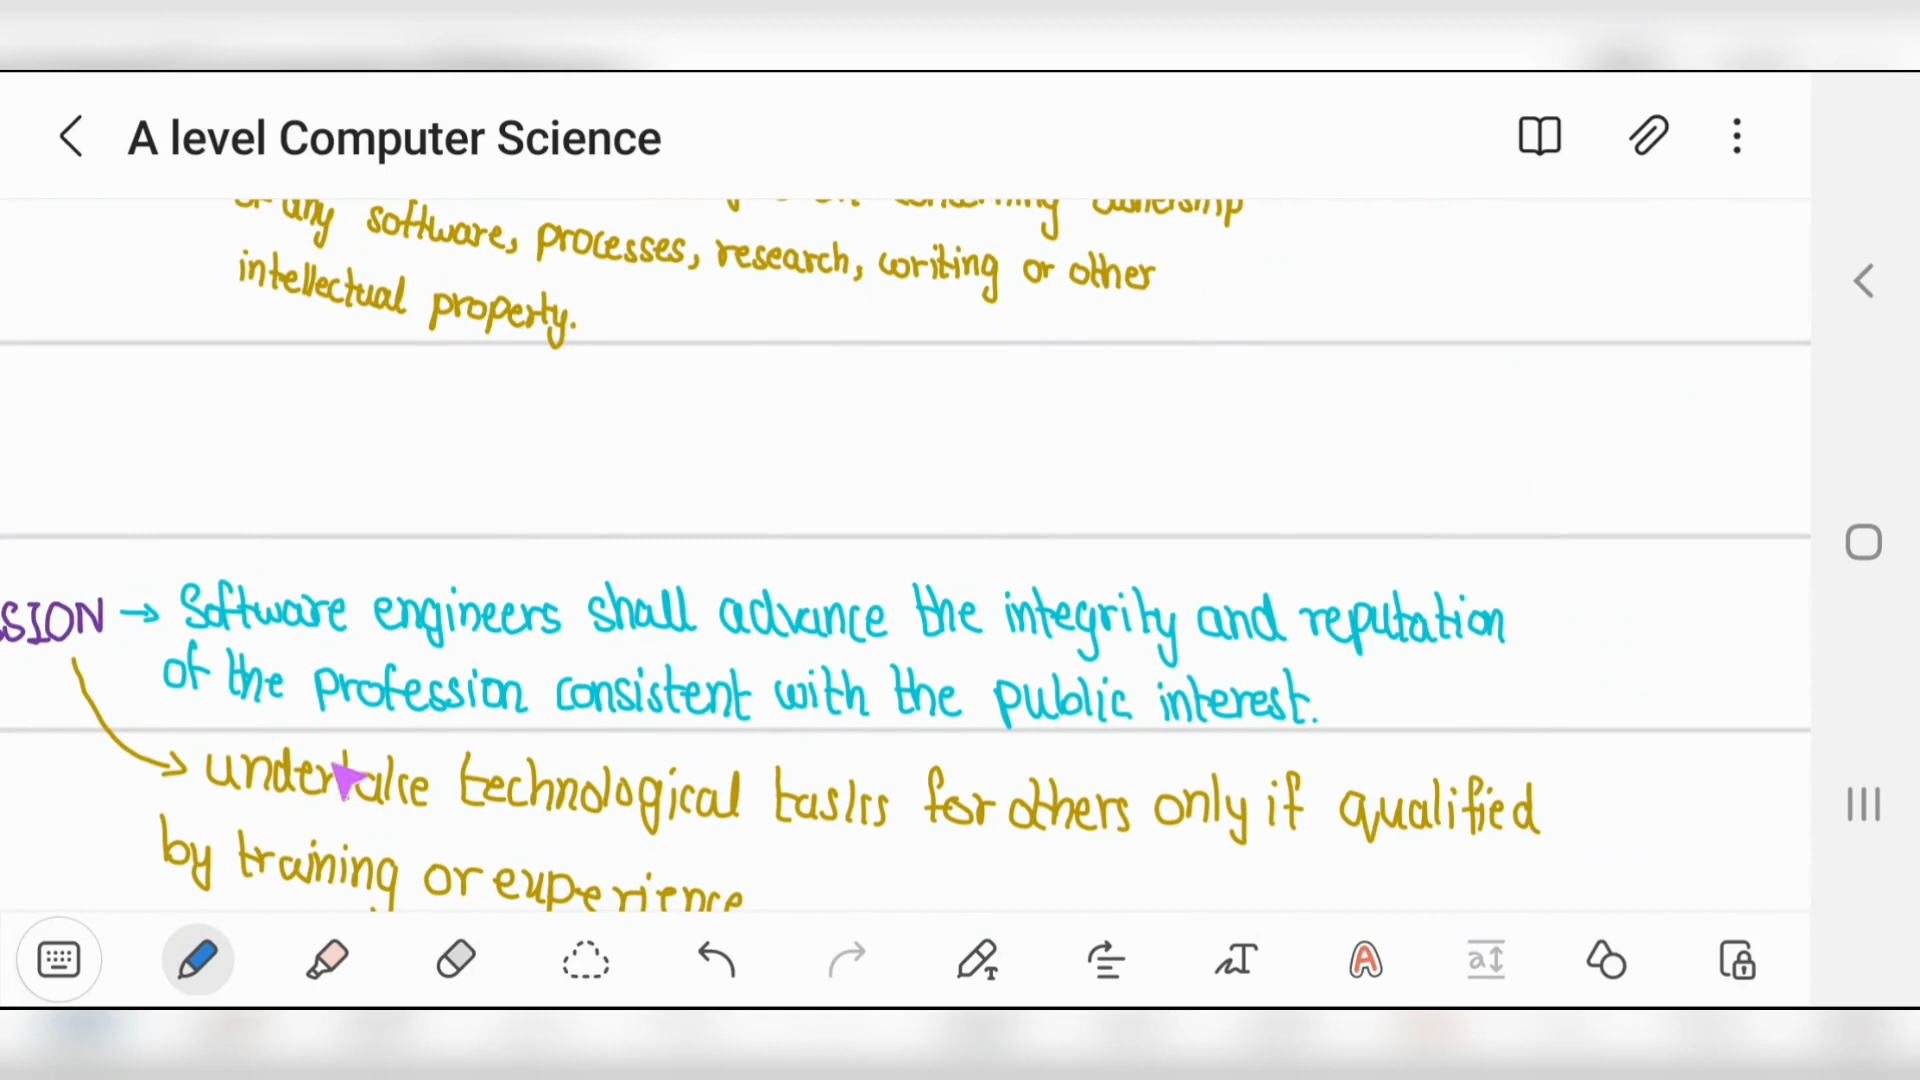 A level Computer Science
of any software, processes, research, writing or other
intellectual property.
SION → Software engineers shall advance the integrity and reputation
of the profession consistent with the public interest.
→ undertake technological tasks for others only if qualified
by training or experience